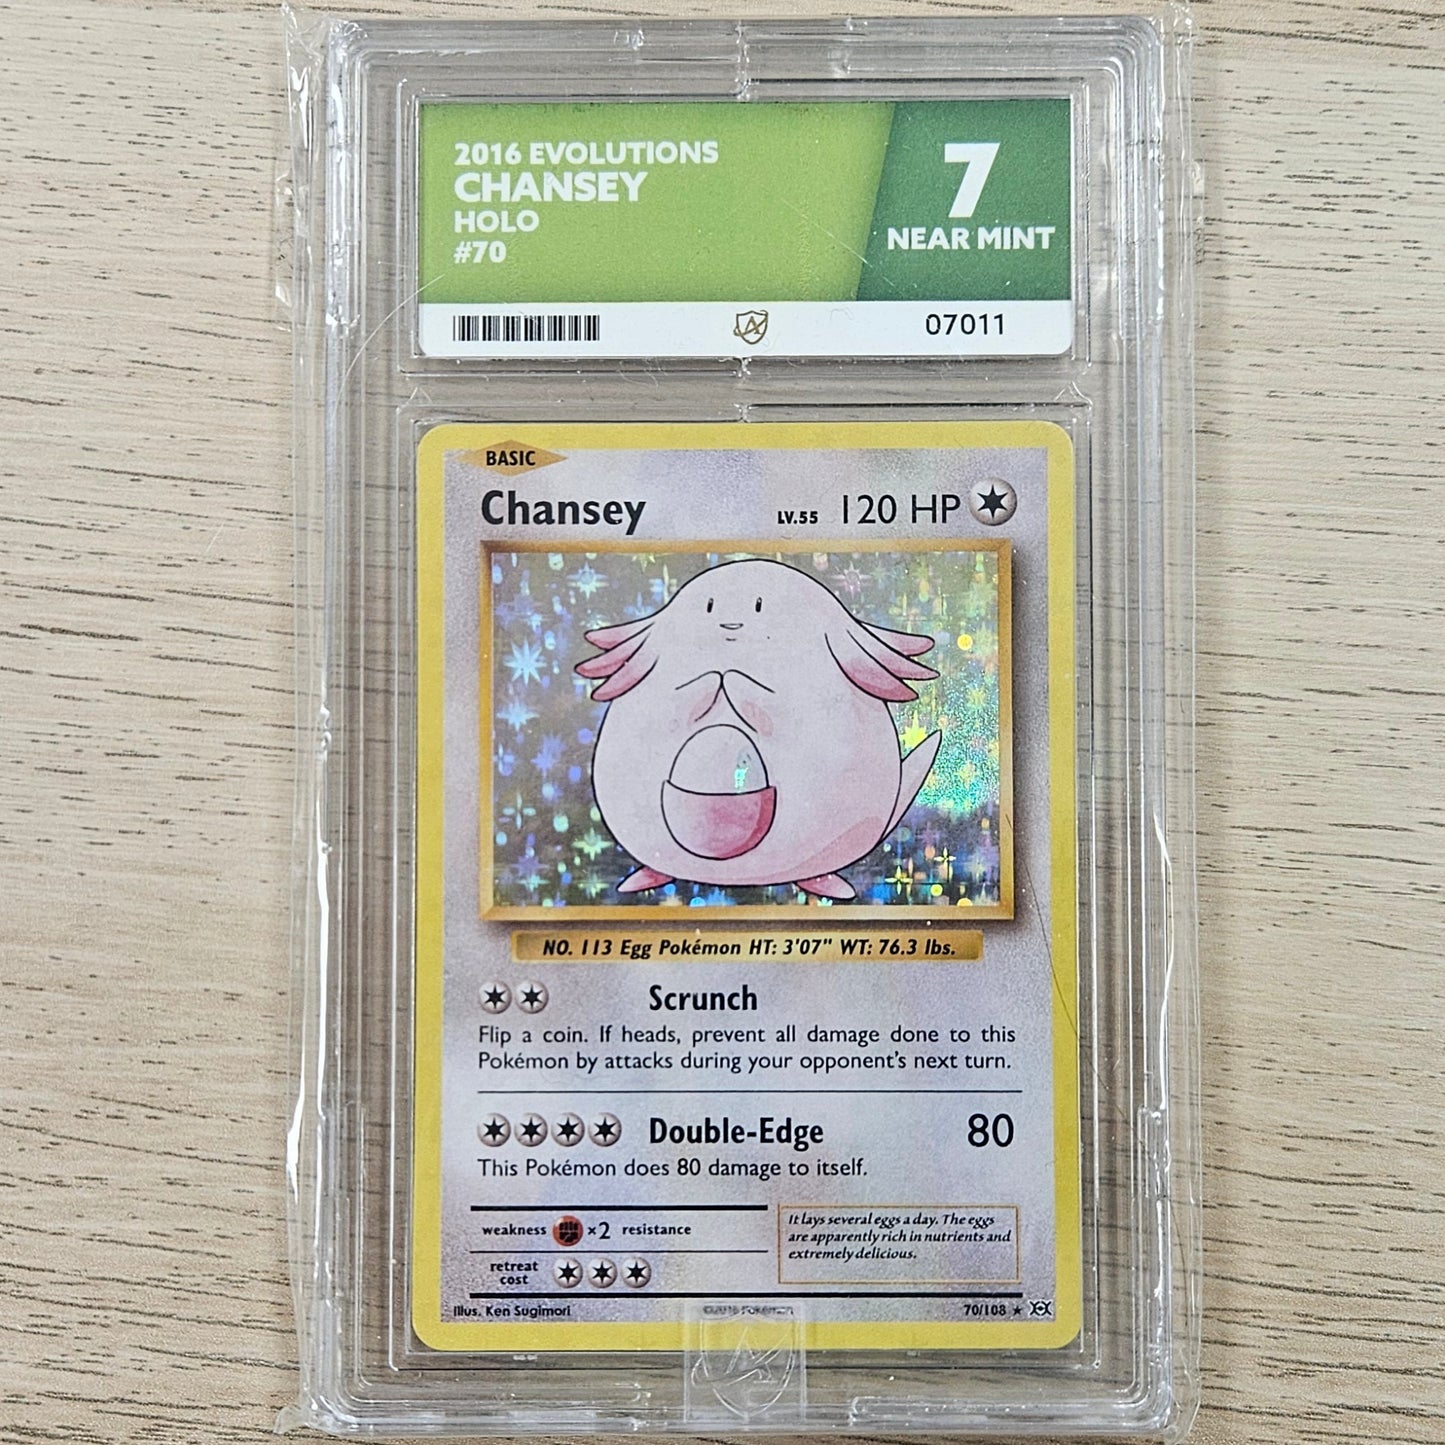 2016 EVOLUTIONS
CHANSEY
HOLO
#70
7
NEAR MINT
07011
BASIC
Chansey LV.55 120 HP
NO. 113 Egg Pokémon HT: 3'07" WT: 76.3 lbs.
Scrunch
Flip a coin. If heads, prevent all damage done to this
Pokémon by attacks during your opponent's next turn.
Double-Edge 80
This Pokémon does 80 damage to itself.
weakness ×2 resistance
retreat
cost
It lays several eggs a day. The eggs
are apparently rich in nutrients and
extremely delicious.
Illus. Ken Sugimori ©2016 Pokémon 70/108